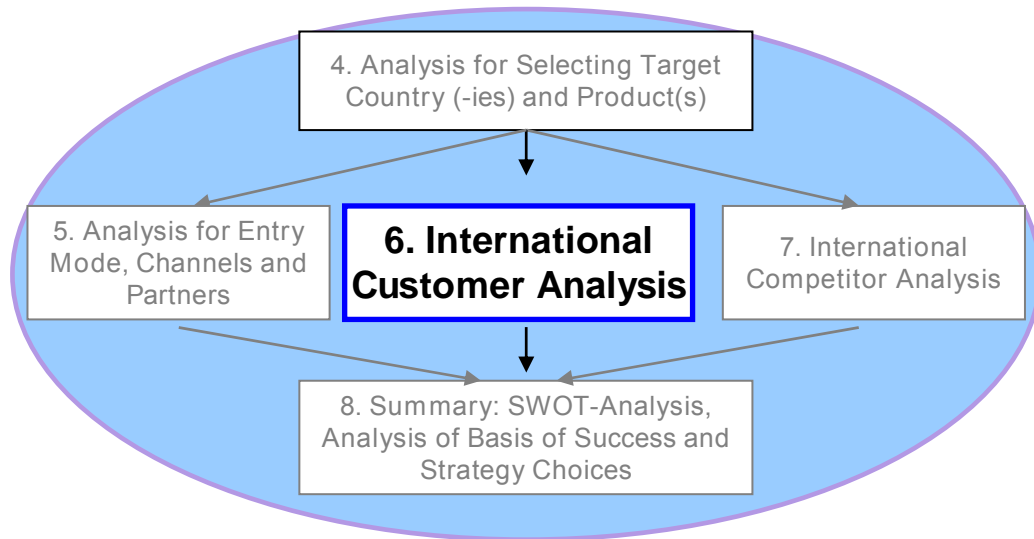 4. Analysis for Selecting Target
Country (-ies) and Product(s)
5. Analysis for Entry
Mode, Channels and
Partners
6. International
Customer Analysis
7. International
Competitor Analysis
8. Summary: SWOT-Analysis,
Analysis of Basis of Success and
Strategy Choices